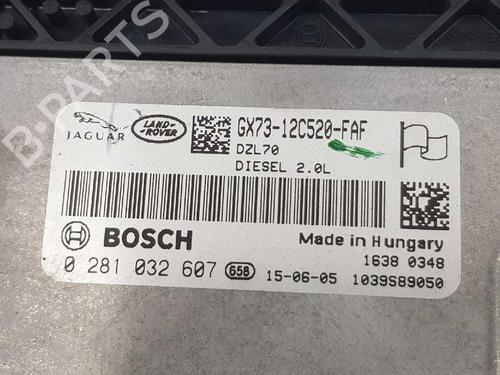 B-PARTS
JAGUAR
LAND ROVER
GX73-12C520-FAF
DZL70
DIESEL 2.0L
BOSCH
Made in Hungary
1638 0348
0 281 032 607 658 15-06-05 1039S89050